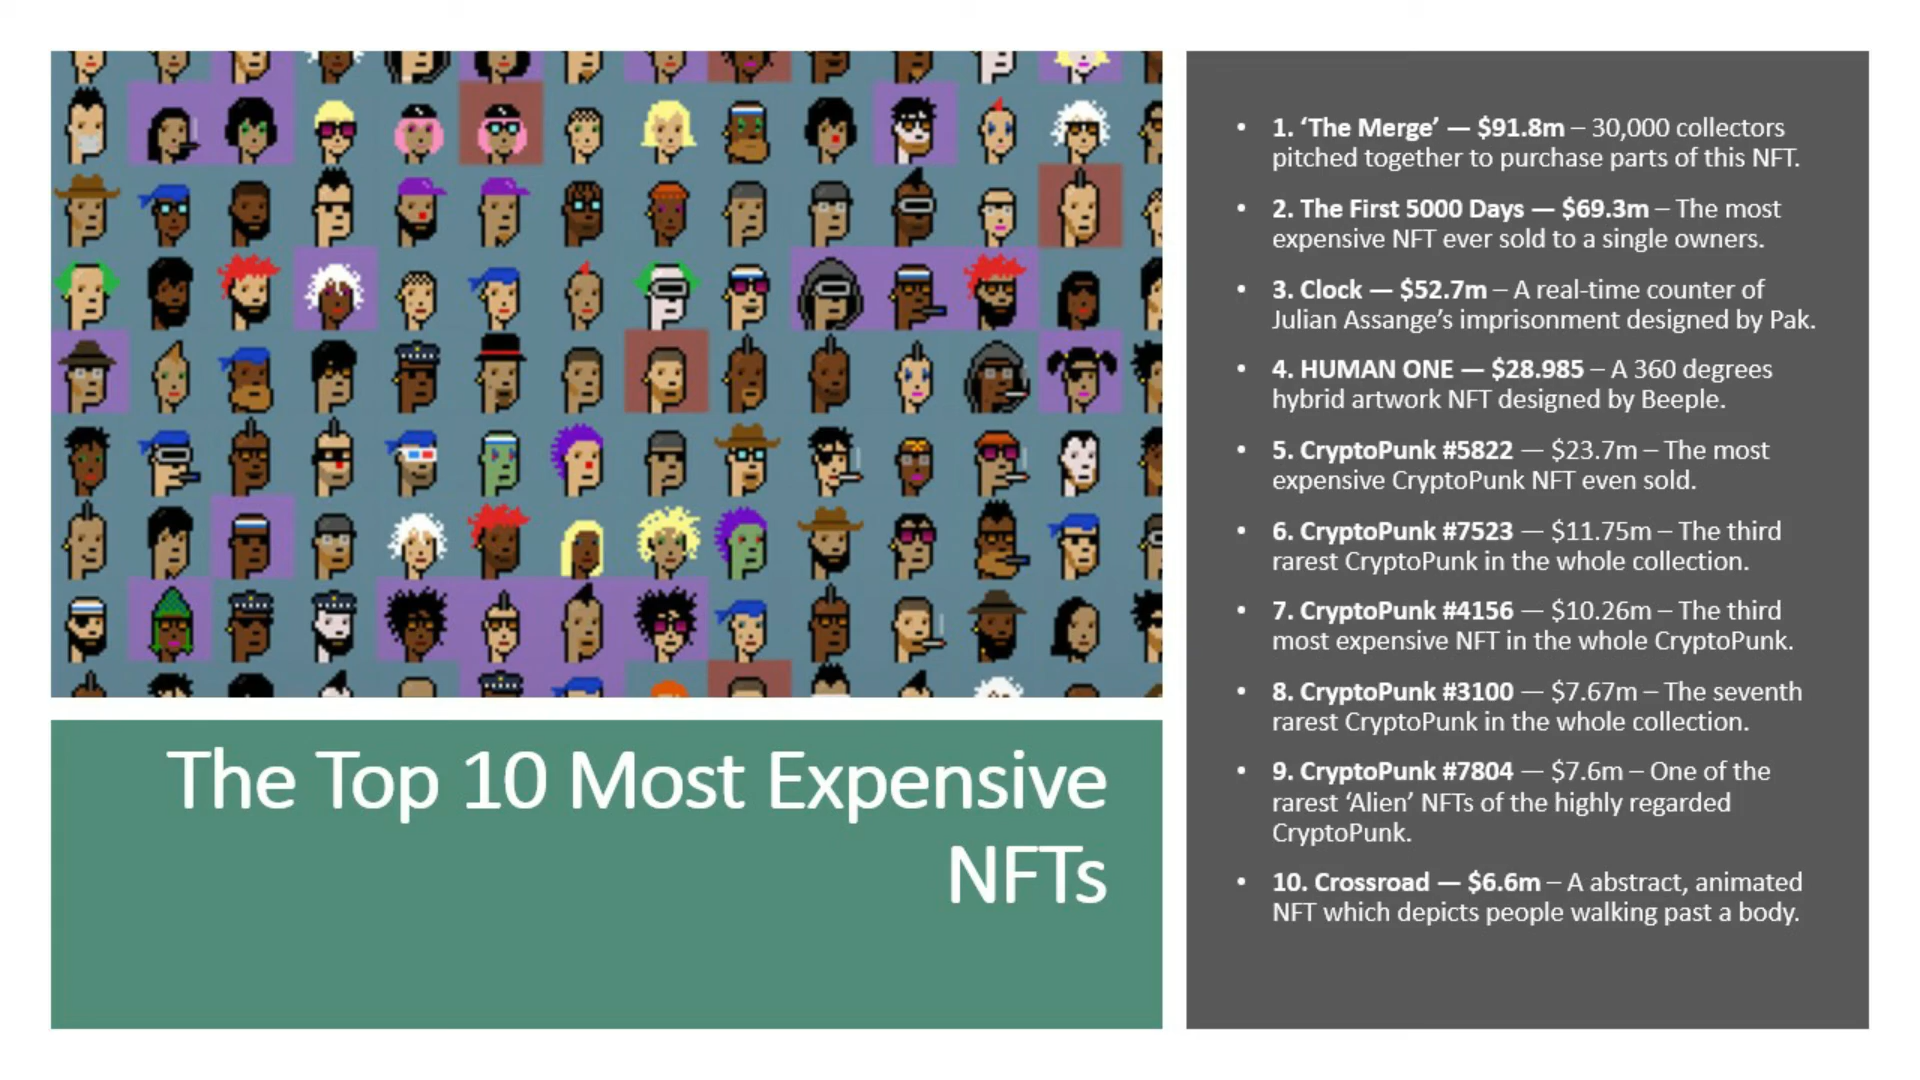 The Top 10 Most Expensive
NFTs
• 1. ‘The Merge’ — $91.8m – 30,000 collectors
pitched together to purchase parts of this NFT.
• 2. The First 5000 Days — $69.3m – The most
expensive NFT ever sold to a single owners.
• 3. Clock — $52.7m – A real-time counter of
Julian Assange’s imprisonment designed by Pak.
• 4. HUMAN ONE — $28.985 – A 360 degrees
hybrid artwork NFT designed by Beeple.
• 5. CryptoPunk #5822 — $23.7m – The most
expensive CryptoPunk NFT even sold.
• 6. CryptoPunk #7523 — $11.75m – The third
rarest CryptoPunk in the whole collection.
• 7. CryptoPunk #4156 — $10.26m – The third
most expensive NFT in the whole CryptoPunk.
• 8. CryptoPunk #3100 — $7.67m – The seventh
rarest CryptoPunk in the whole collection.
• 9. CryptoPunk #7804 — $7.6m – One of the
rarest ‘Alien’ NFTs of the highly regarded
CryptoPunk.
• 10. Crossroad — $6.6m – A abstract, animated
NFT which depicts people walking past a body.